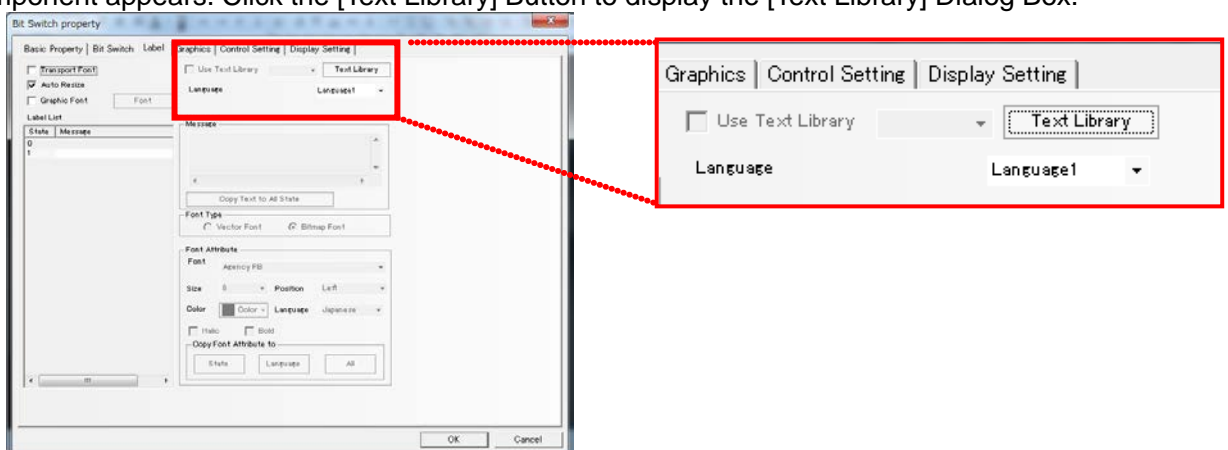 mponent appears. Click the [Text Library] Button to display the [Text Library] Dialog Box.
Bit Switch property
Basic Property | Bit Switch Label Graphics | Control Setting | Display Setting |
Transport Font
Auto Resize
Graphic Font Font
Label List
State Message
0
1
Use Text Library Text Library
Language Language1
Message
Copy Text to All State
Font Type
Vector Font Bitmap Font
Font Attribute
Font Agency FB
Size 8 Position Left
Color Color Language Japanese
Italic Bold
Copy Font Attribute to
State Language All
OK Cancel
Graphics | Control Setting | Display Setting |
Use Text Library Text Library
Language Language1